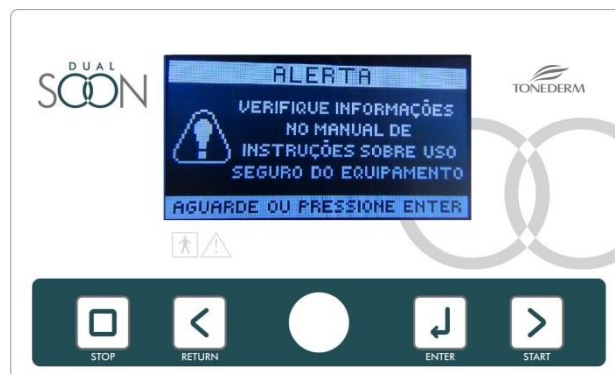 DUAL
SOON
TONEDERM
ALERTA
VERIFIQUE INFORMAÇÕES
NO MANUAL DE
INSTRUÇÕES SOBRE USO
SEGURO DO EQUIPAMENTO
AGUARDE OU PRESSIONE ENTER
STOP
RETURN
ENTER
START